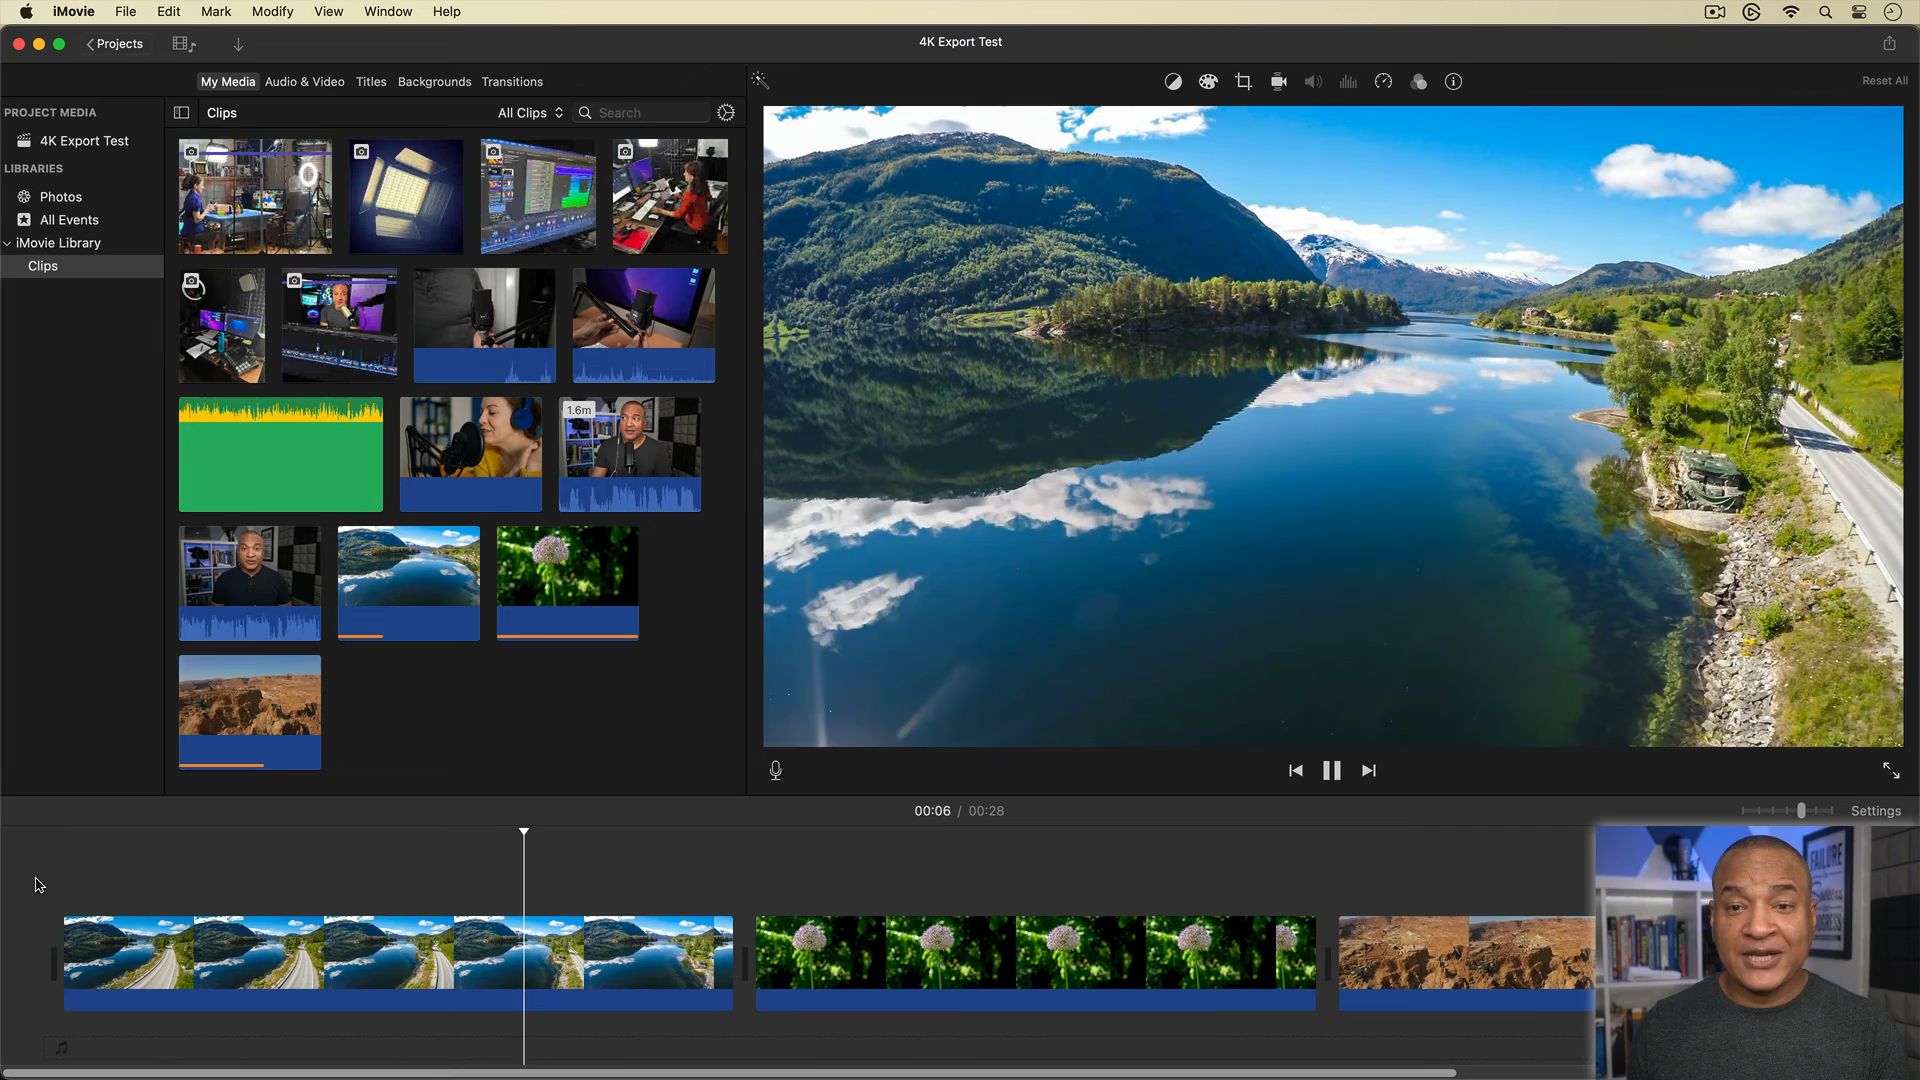 iMovie File Edit Mark Modify View Window Help
Projects
4K Export Test
My Media Audio & Video Titles Backgrounds Transitions
Reset All
PROJECT MEDIA
4K Export Test
LIBRARIES
Photos
All Events
iMovie Library
Clips
Clips
All Clips
Search
1.6m
00:06 / 00:28
Settings
FAILURE